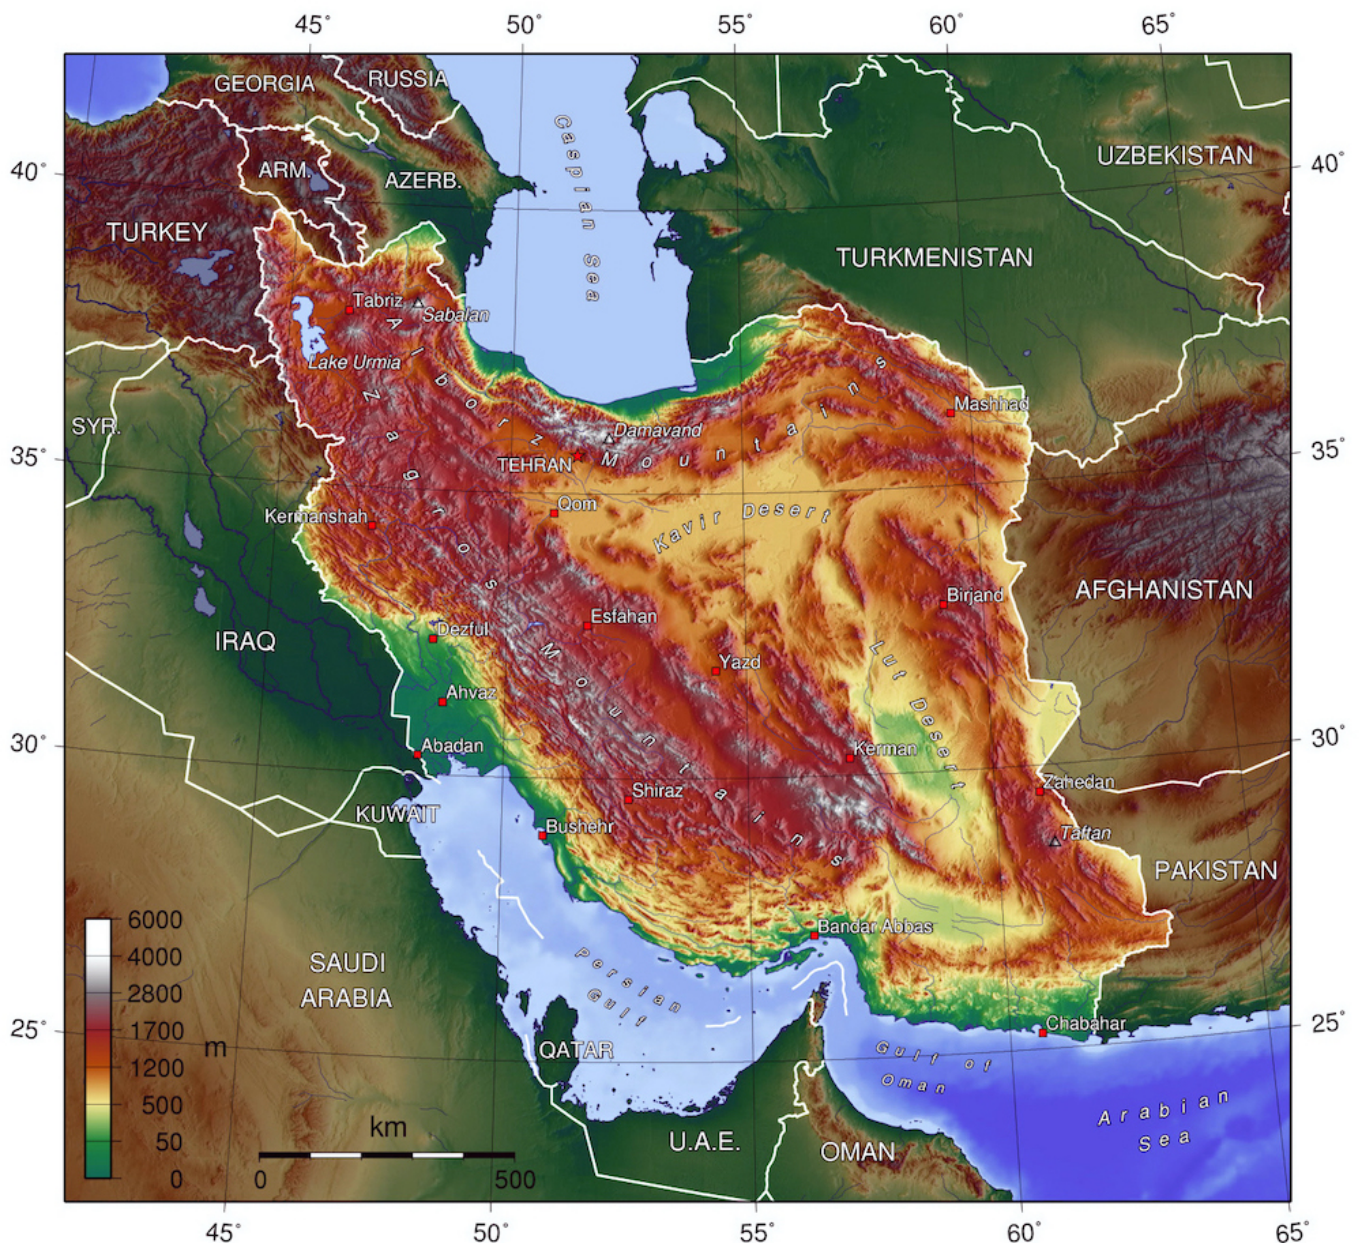 45° 50° 55° 60° 65°
GEORGIA
RUSSIA
Caspian Sea
40°
ARM.
AZERB.
UZBEKISTAN
40°
TURKEY
TURKMENISTAN
Tabriz
Sabalan
Lake Urmia
Alborz Mountains
Mashhad
SYR.
Damavand
35°
TEHRAN
35°
Zagros Mountains
Qom
Kavir Desert
Kermanshah
AFGHANISTAN
Birjand
Esfahan
Dezful
IRAQ
Yazd
Lut Desert
Ahvaz
30°
Abadan
Kerman
30°
Zahedan
Shiraz
KUWAIT
Bushehr
Taftan
PAKISTAN
6000
4000
2800
1700
1200
500
50
0
m
Bandar Abbas
SAUDI
ARABIA
Persian
Gulf
25°
Chabahar
25°
QATAR
Gulf of
Oman
Arabian
Sea
km
0 500
U.A.E.
OMAN
45° 50° 55° 60° 65°